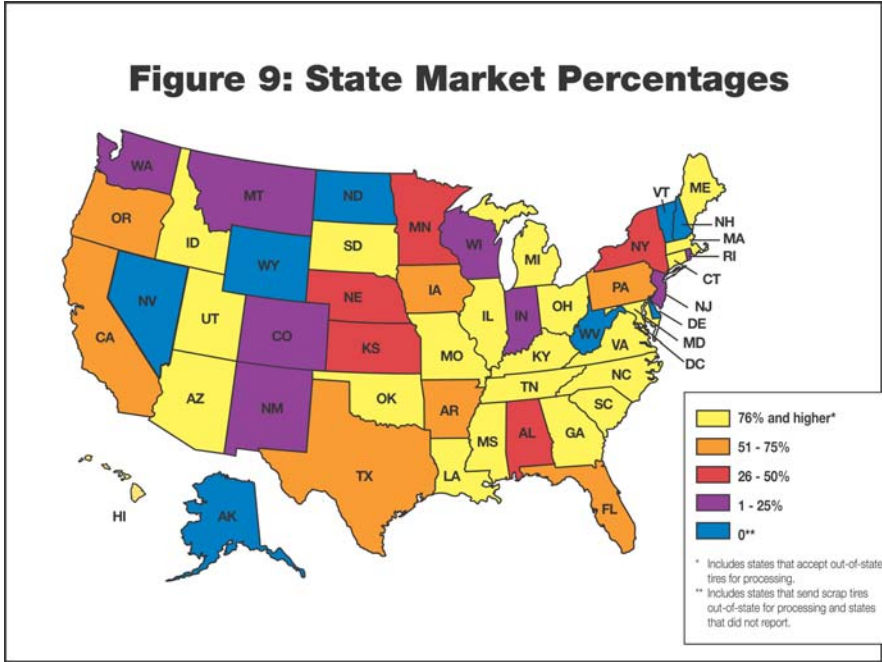 Figure 9: State Market Percentages
WA
MT
ND
MN
VT
ME
OR
ID
SD
WI
MI
NY
NH
MA
RI
CT
WY
NE
IA
PA
NJ
NV
UT
CO
IL
IN
OH
WV
DE
MD
DC
CA
KS
MO
KY
VA
AZ
NM
OK
AR
TN
NC
SC
MS
AL
GA
TX
LA
FL
HI
AK
76% and higher*
51 - 75%
26 - 50%
1 - 25%
0**
* Includes states that accept out-of-state
tires for processing.
** Includes states that send scrap tires
out-of-state for processing and states
that did not report.